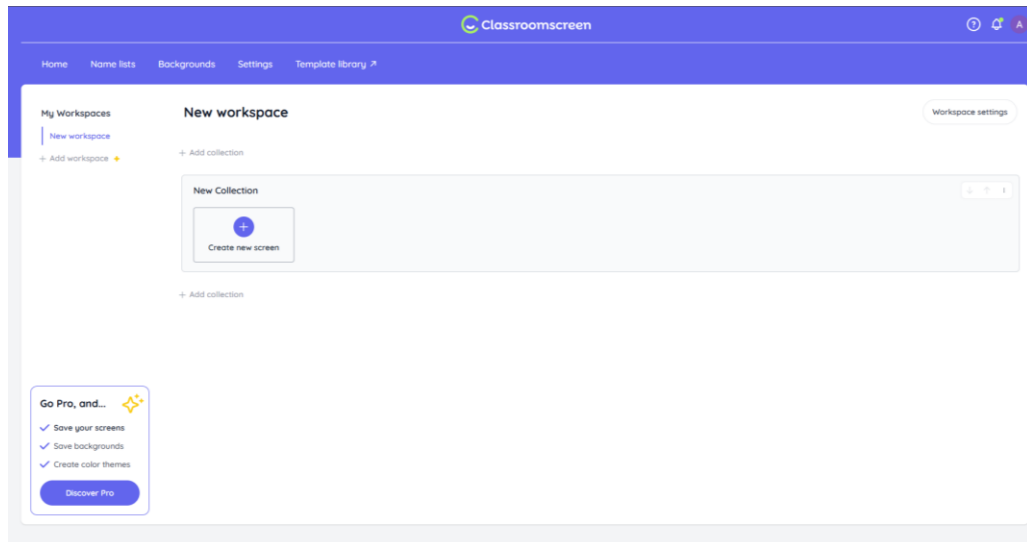 Classroomscreen
A
Home Name lists Backgrounds Settings Template library ↗
My Workspaces
New workspace
+ Add workspace
New workspace
Workspace settings
+ Add collection
New Collection
Create new screen
+ Add collection
Go Pro, and...
Save your screens
Save backgrounds
Create color themes
Discover Pro